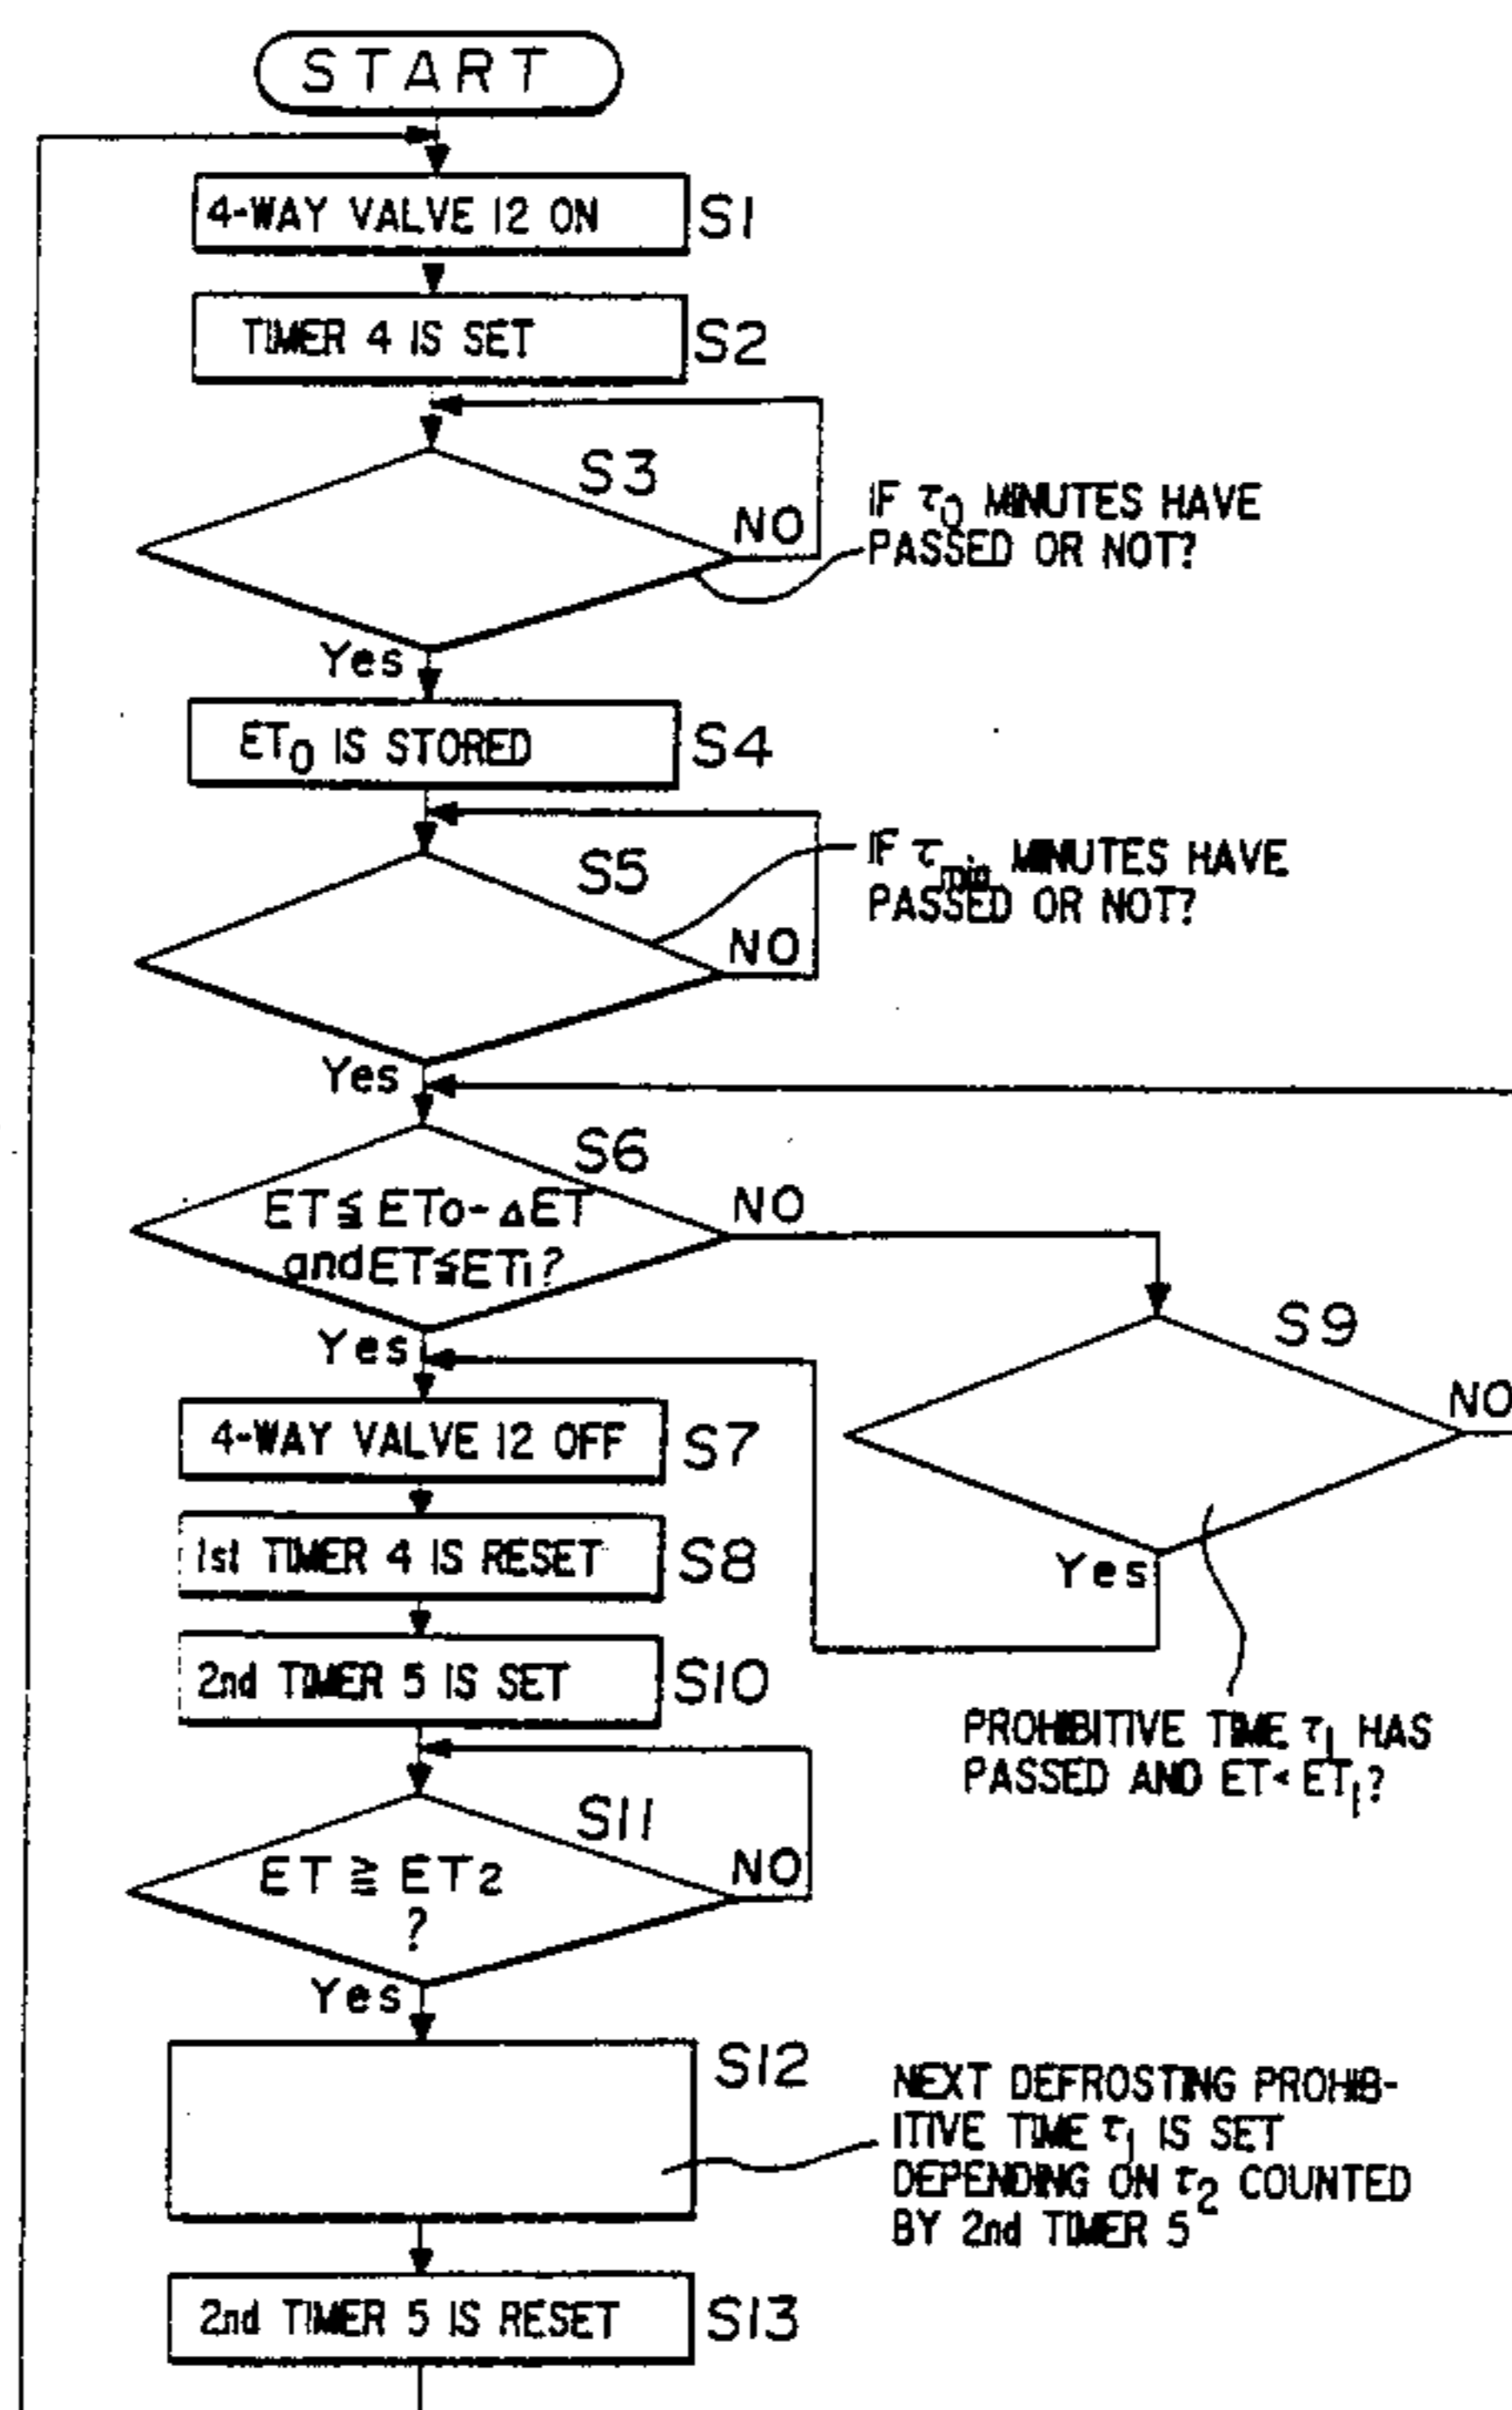 START
4-WAY VALVE 12 ON
S1
TIMER 4 IS SET
S2
S3
NO
IF τ0 MINUTES HAVE
PASSED OR NOT?
Yes
ET0 IS STORED
S4
S5
NO
IF τmin MINUTES HAVE
PASSED OR NOT?
Yes
S6
ET≦ETo-ΔET
and ET≦ET1?
NO
Yes
S9
NO
Yes
PROHIBITIVE TIME τ1 HAS
PASSED AND ET< ET1?
4-WAY VALVE 12 OFF
S7
1st TIMER 4 IS RESET
S8
2nd TIMER 5 IS SET
S10
S11
ET ≧ ET2
?
NO
Yes
S12
NEXT DEFROSTING PROHIB-
ITIVE TIME τ1 IS SET
DEPENDING ON τ2 COUNTED
BY 2nd TIMER 5
2nd TIMER 5 IS RESET
S13